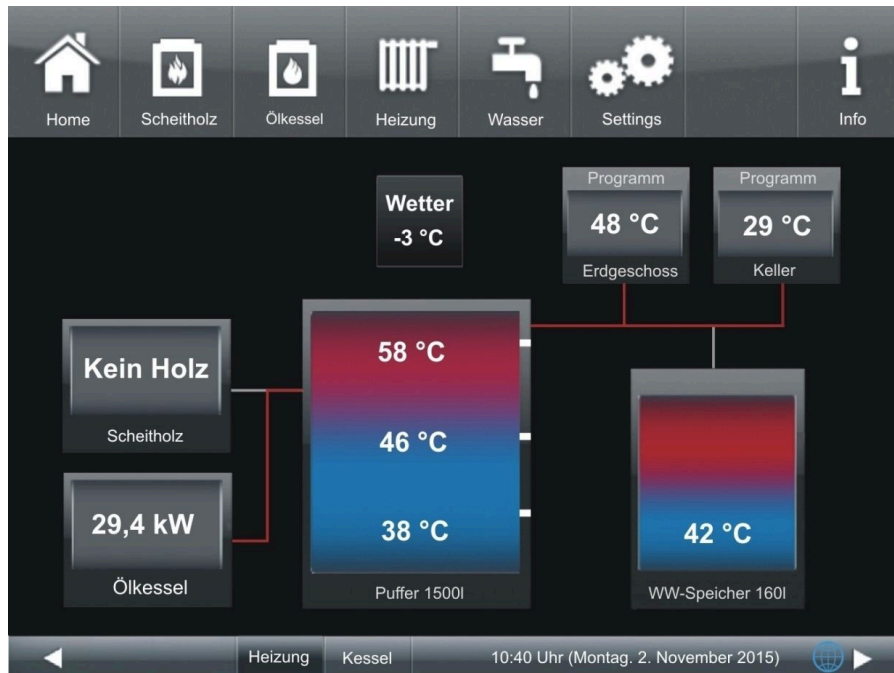 Home
Scheitholz
Ölkessel
Heizung
Wasser
Settings
Info
Wetter
-3 °C
Programm
48 °C
Erdgeschoss
Programm
29 °C
Keller
Kein Holz
Scheitholz
29,4 kW
Ölkessel
58 °C
46 °C
38 °C
Puffer 1500l
42 °C
WW-Speicher 160l
Heizung
Kessel
10:40 Uhr (Montag. 2. November 2015)